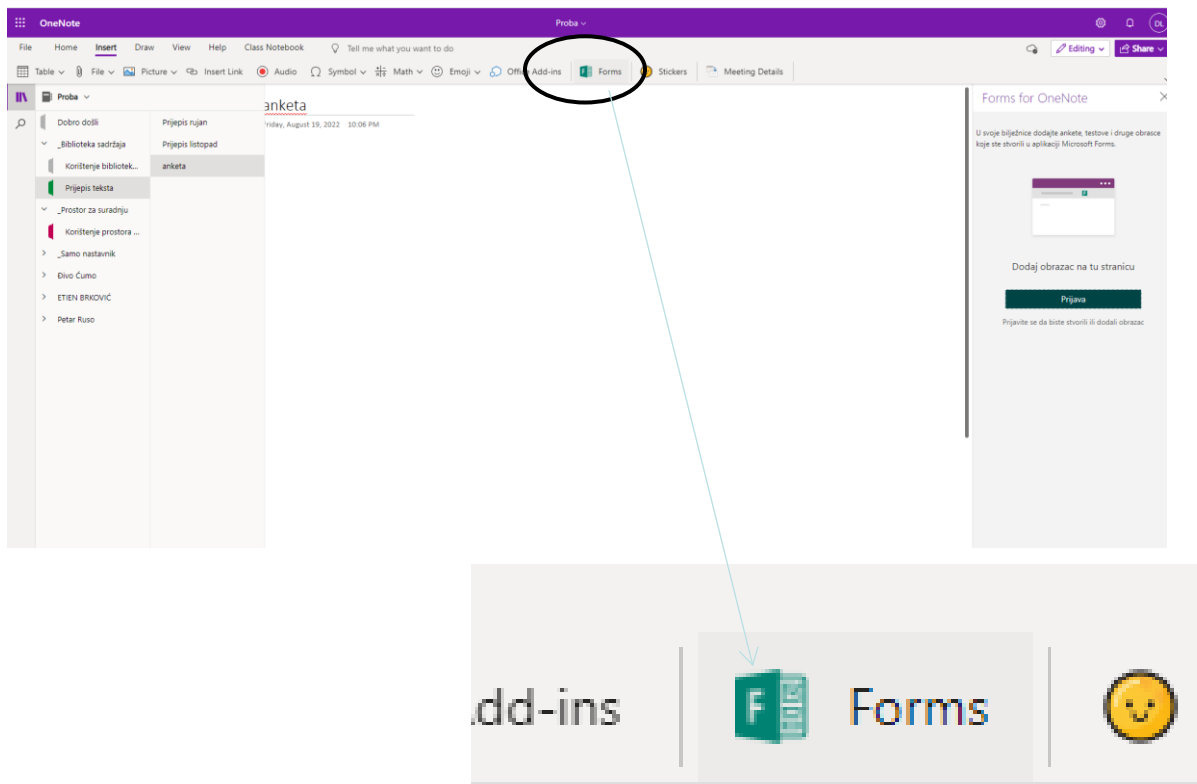 OneNote
Proba
DL
File Home Insert Draw View Help Class Notebook Tell me what you want to do
Editing Share
Table File Picture Insert Link Audio Symbol Math Emoji Office Add-ins Forms Stickers Meeting Details
Proba
Dobro došli
_Biblioteka sadržaja
Korištenje bibliotek...
Prijepis teksta
_Prostor za suradnju
Korištenje prostora ...
_Samo nastavnik
Đivo Ćumo
ETIEN BRKOVIĆ
Petar Ruso
Prijepis rujan
Prijepis listopad
anketa
anketa
riday, August 19, 2022 10:06 PM
Forms for OneNote
U svoje bilježnice dodajte ankete, testove i druge obrasce
koje ste stvorili u aplikaciji Microsoft Forms.
Dodaj obrazac na tu stranicu
Prijava
Prijavite se da biste stvorili ili dodali obrazac
dd-ins F Forms